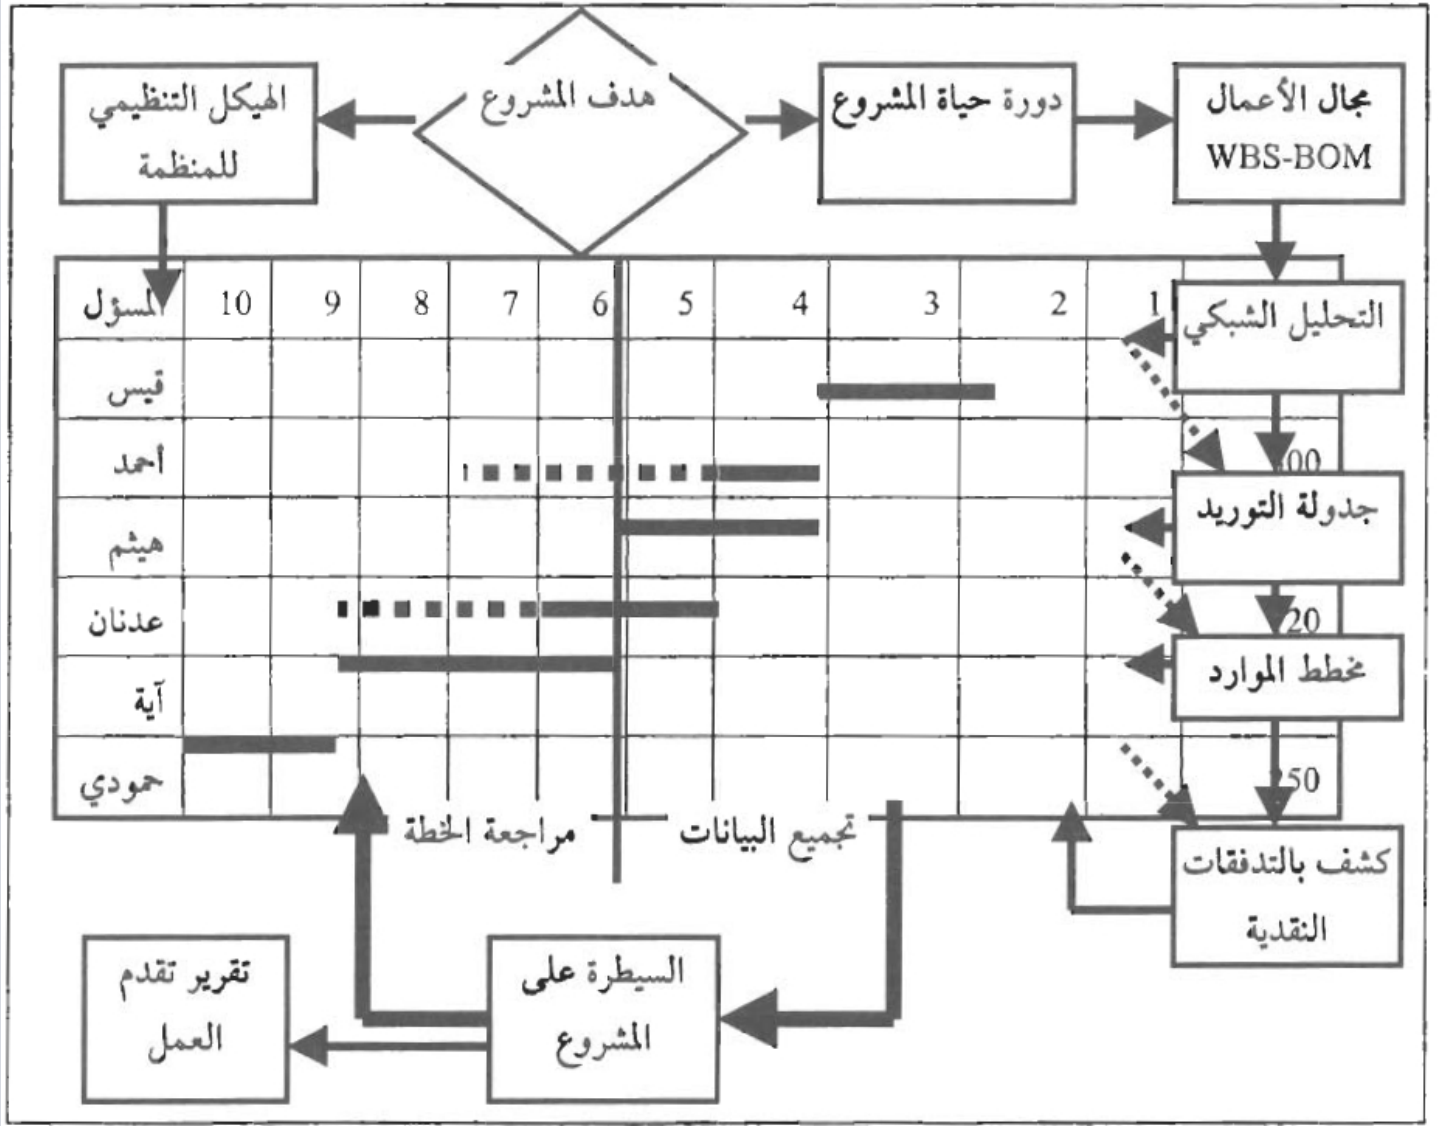 هدف المشروع
دورة حياة المشروع
مجال الأعمال
WBS-BOM
الهيكل التنظيمي
للمنظمة
التحليل الشبكي
1
2
3
4
5
6
7
8
9
10
المسؤل
قيس
أحمد
جدولة التوريد
هيثم
20
عدنان
مخطط الموارد
آية
حمودي
كشف بالتدفقات
النقدية
تجميع البيانات
مراجعة الخطة
السيطرة على
المشروع
تقرير تقدم
العمل